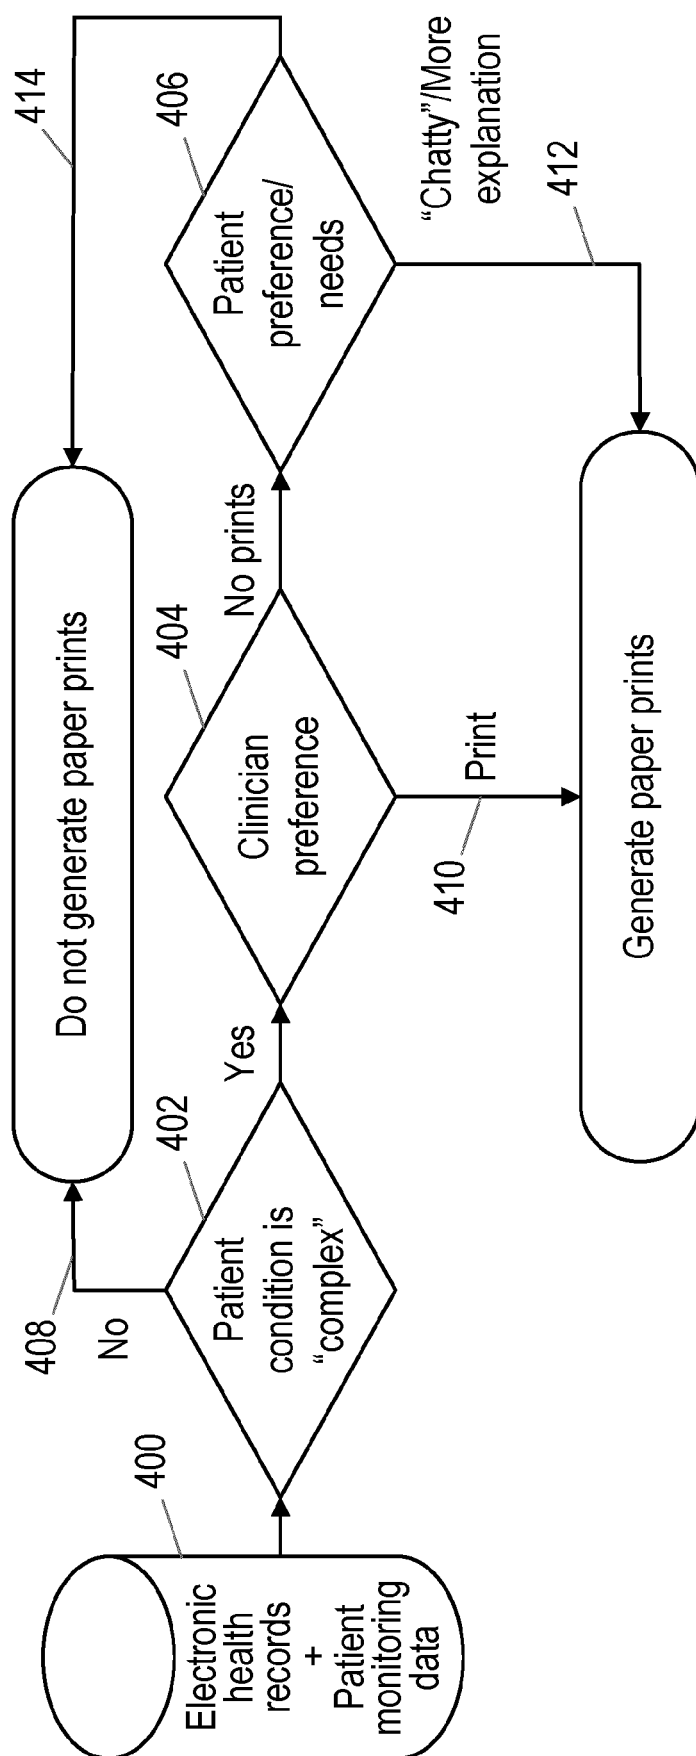 Electronic
health
records
+
Patient
monitoring
data
400
Patient
condition is
“complex”
402
No
408
Yes
Do not generate paper prints
Clinician
preference
404
Print
410
No prints
Generate paper prints
Patient
preference/
needs
406
“Chatty”/More
explanation
412
414